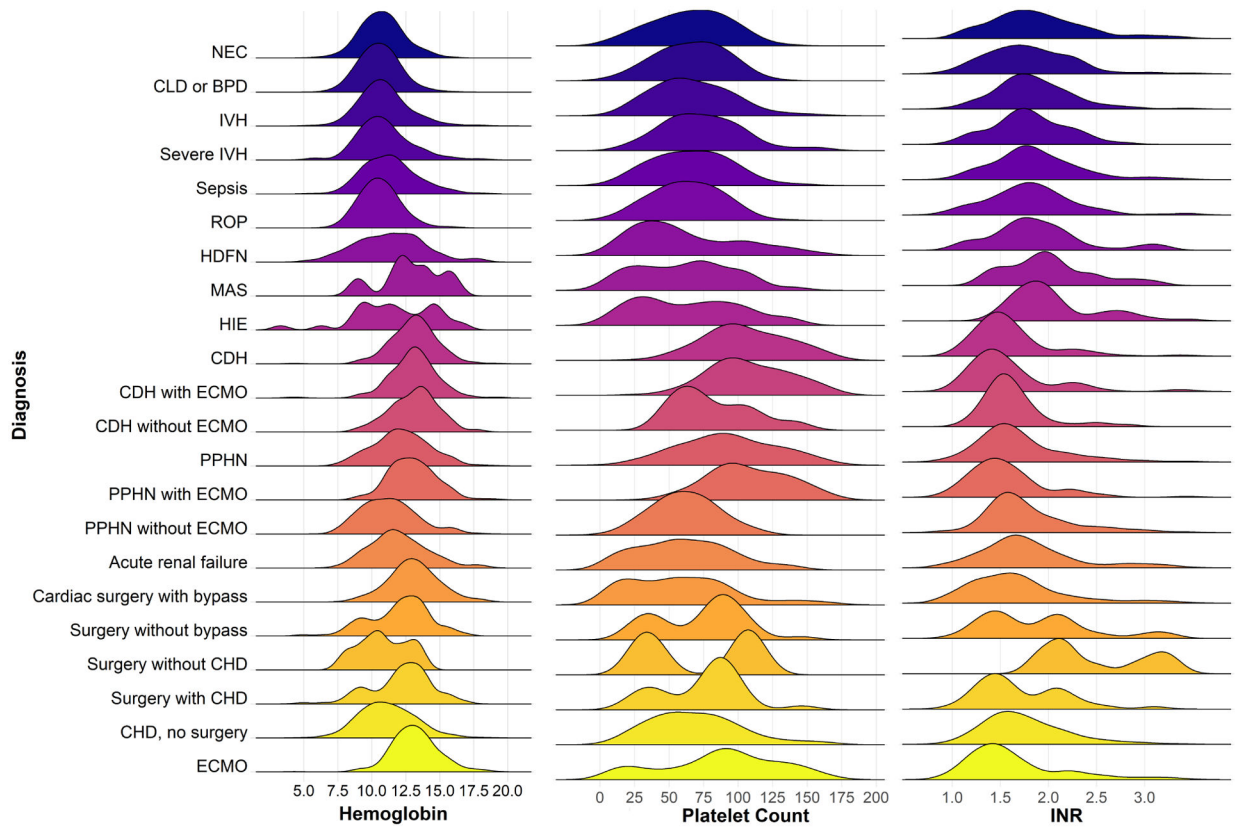 NEC
CLD or BPD
IVH
Severe IVH
Sepsis
ROP
HDFN
MAS
HIE
CDH
CDH with ECMO
CDH without ECMO
PPHN
PPHN with ECMO
PPHN without ECMO
Acute renal failure
Cardiac surgery with bypass
Surgery without bypass
Surgery without CHD
Surgery with CHD
CHD, no surgery
ECMO
Diagnosis
5.0 7.5 10.0 12.5 15.0 17.5 20.0
Hemoglobin
0 25 50 75 100 125 150 175 200
Platelet Count
1.0 1.5 2.0 2.5 3.0
INR